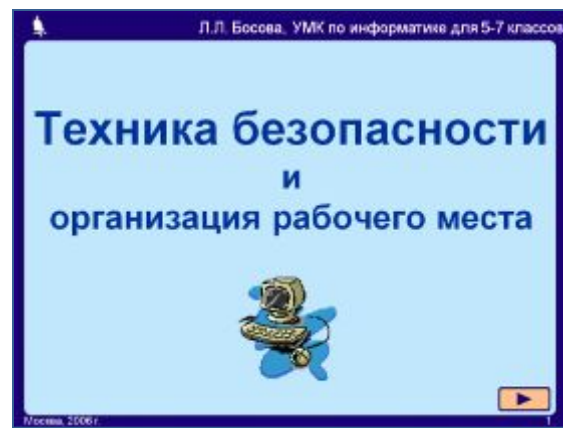 Л.Л. Босова, УМК по информатике для 5-7 классов
Техника безопасности
и
организация рабочего места
Москва, 2006 г.
1